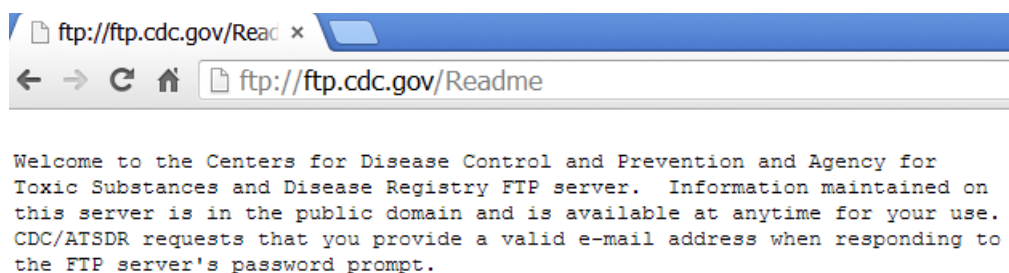 ftp://ftp.cdc.gov/Read
ftp://ftp.cdc.gov/Readme
Welcome to the Centers for Disease Control and Prevention and Agency for
Toxic Substances and Disease Registry FTP server.  Information maintained on
this server is in the public domain and is available at anytime for your use.
CDC/ATSDR requests that you provide a valid e-mail address when responding to
the FTP server's password prompt.